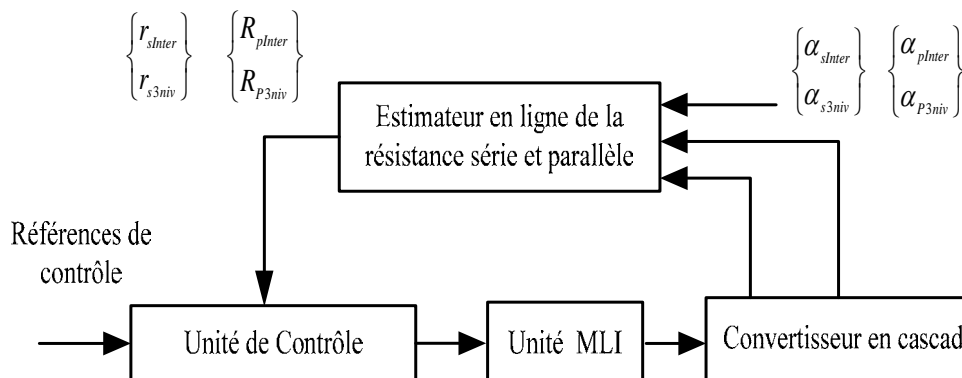 r_sInter R_pInter
r_s3niv R_P3niv
α_sInter α_pInter
α_s3niv α_P3niv
Estimateur en ligne de la
résistance série et parallèle
Références de
contrôle
Unité de Contrôle
Unité MLI
Convertisseur en cascad